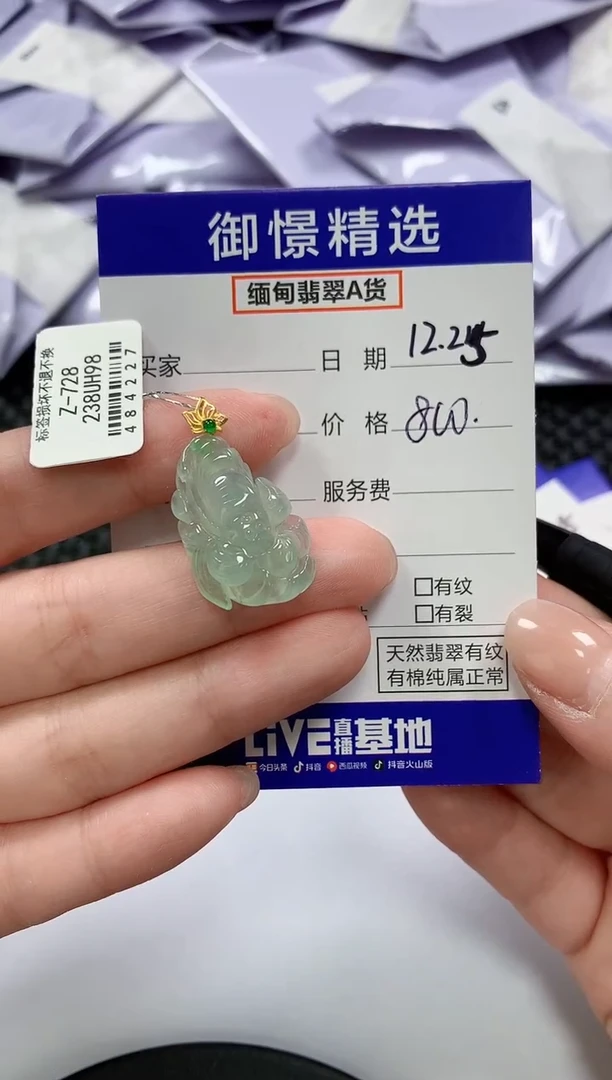 御憬精选
缅甸翡翠A货
标签损坏不退不换
Z-728
2380H98
484227
买家
日 期 12.25
价 格 800.
服务费
□有纹
□有裂
天然翡翠有纹
有棉纯属正常
LIVE直播基地
今日头条 抖音 西瓜视频 抖音火山版